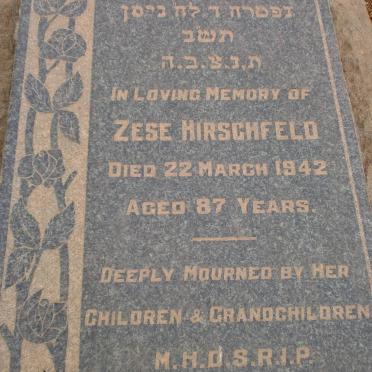 נפטרה ד לח ניסן
תשב
ת.נ.צ.ב.ה
IN LOVING MEMORY OF
ZESE HIRSCHFELD
DIED 22 MARCH 1942
AGED 87 YEARS.
DEEPLY MOURNED BY HER
CHILDREN & GRANDCHILDREN
M.H.D.S.R.I.P.